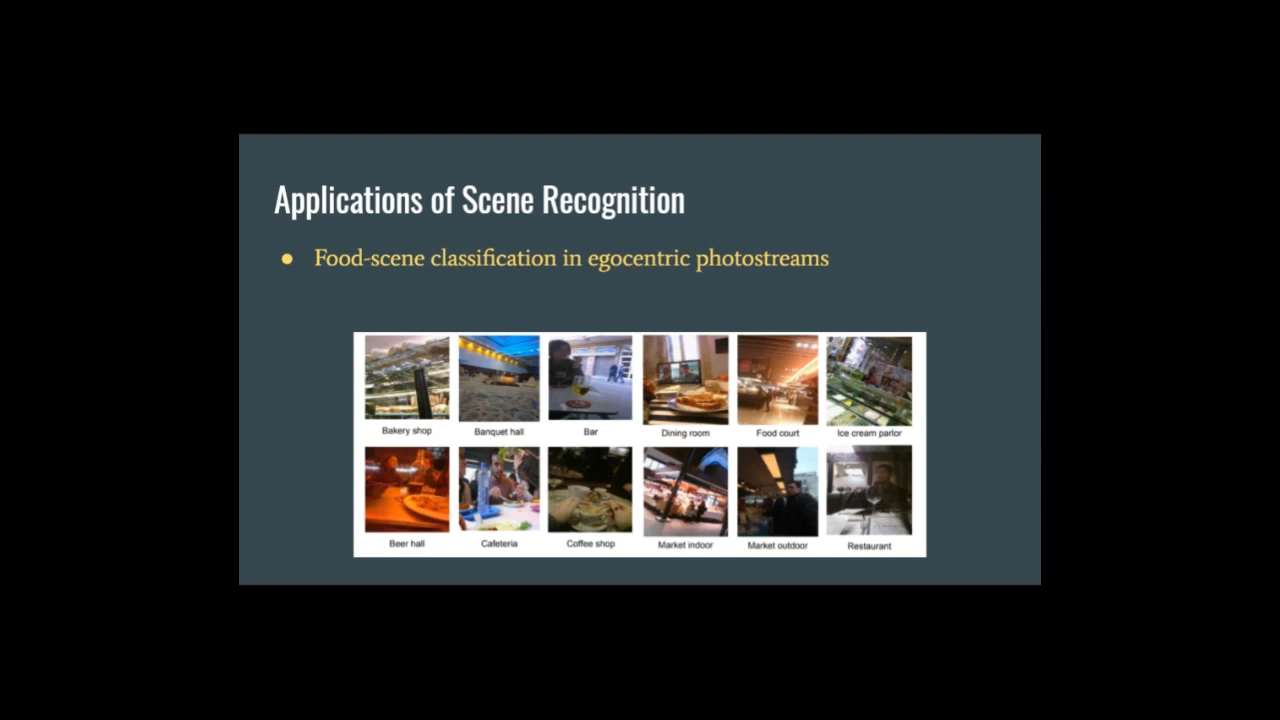 Applications of Scene Recognition
● Food-scene classification in egocentric photostreams
Bakery shop
Banquet hall
Bar
Dining room
Food court
Ice cream parlor
Beer hall
Cafeteria
Coffee shop
Market indoor
Market outdoor
Restaurant